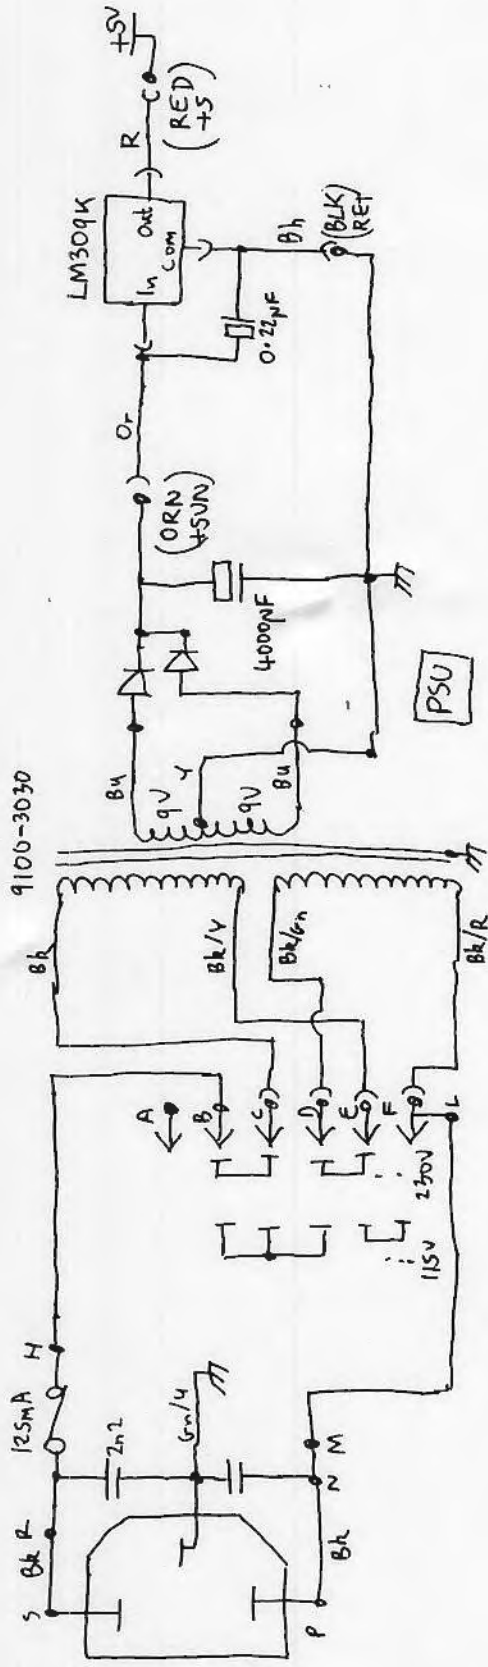 9100-3030
S
Bk
R
125mA
H
2n2
Gn/Y
P
Bk
N
M
A
B
C
D
E
F
L
115V
230V
Bk
Bk/Y
Bk/Gn
Bk/R
Bu
9V
Y
9V
Bu
4000µF
(ORN)
+5UN
Or
0.22µF
LM309K
In
Out
Com
R
C
(RED)
+5
+5V
Bk
(BLK)
RET
PSU